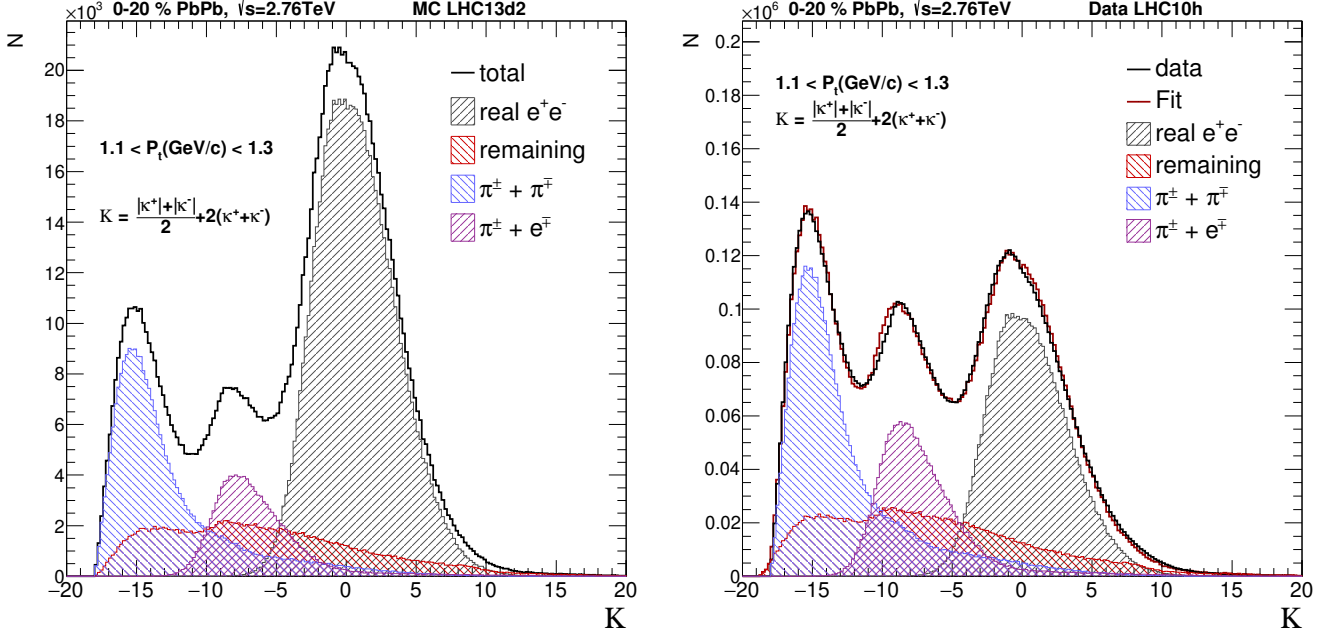 ×10³ 0-20 % PbPb, √s=2.76TeV MC LHC13d2
N
20
18
16
14
12
10
8
6
4
2
0
total
real e⁺e⁻
remaining
π± + π∓
π± + e∓
1.1 < Pₜ(GeV/c) < 1.3
K = |κ⁺|+|κ⁻|/2 +2(κ⁺+κ⁻)
−20 −15 −10 −5 0 5 10 15 20
K
×10⁶ 0-20 % PbPb, √s=2.76TeV Data LHC10h
N
0.2
0.18
0.16
0.14
0.12
0.1
0.08
0.06
0.04
0.02
0
data
Fit
real e⁺e⁻
remaining
π± + π∓
π± + e∓
1.1 < Pₜ(GeV/c) < 1.3
K = |κ⁺|+|κ⁻|/2 +2(κ⁺+κ⁻)
−20 −15 −10 −5 0 5 10 15 20
K